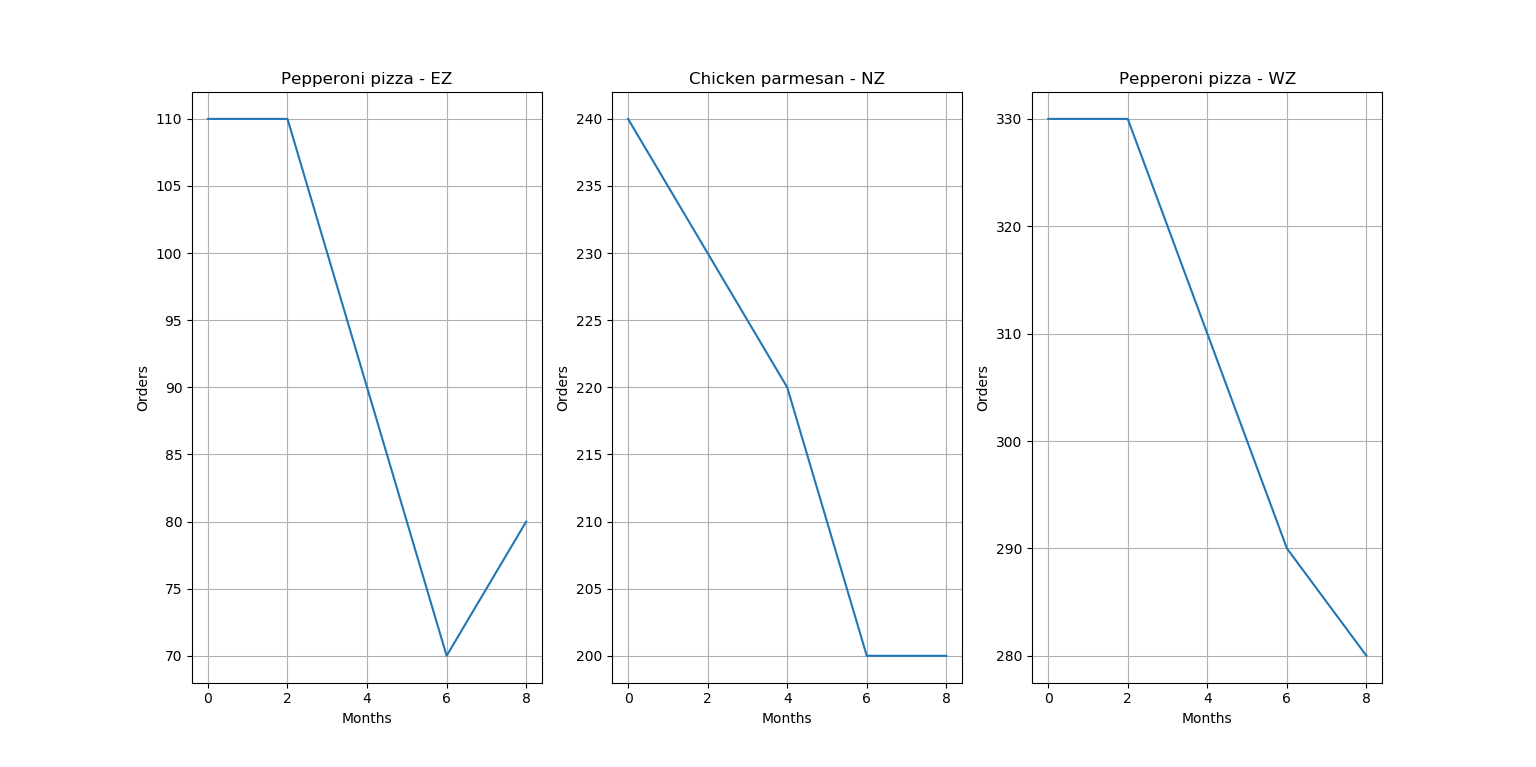 Pepperoni pizza - EZ
110
105
100
95
90
85
80
75
70
Orders
0 2 4 6 8
Months
Chicken parmesan - NZ
240
235
230
225
220
215
210
205
200
Orders
0 2 4 6 8
Months
Pepperoni pizza - WZ
330
320
310
300
290
280
Orders
0 2 4 6 8
Months